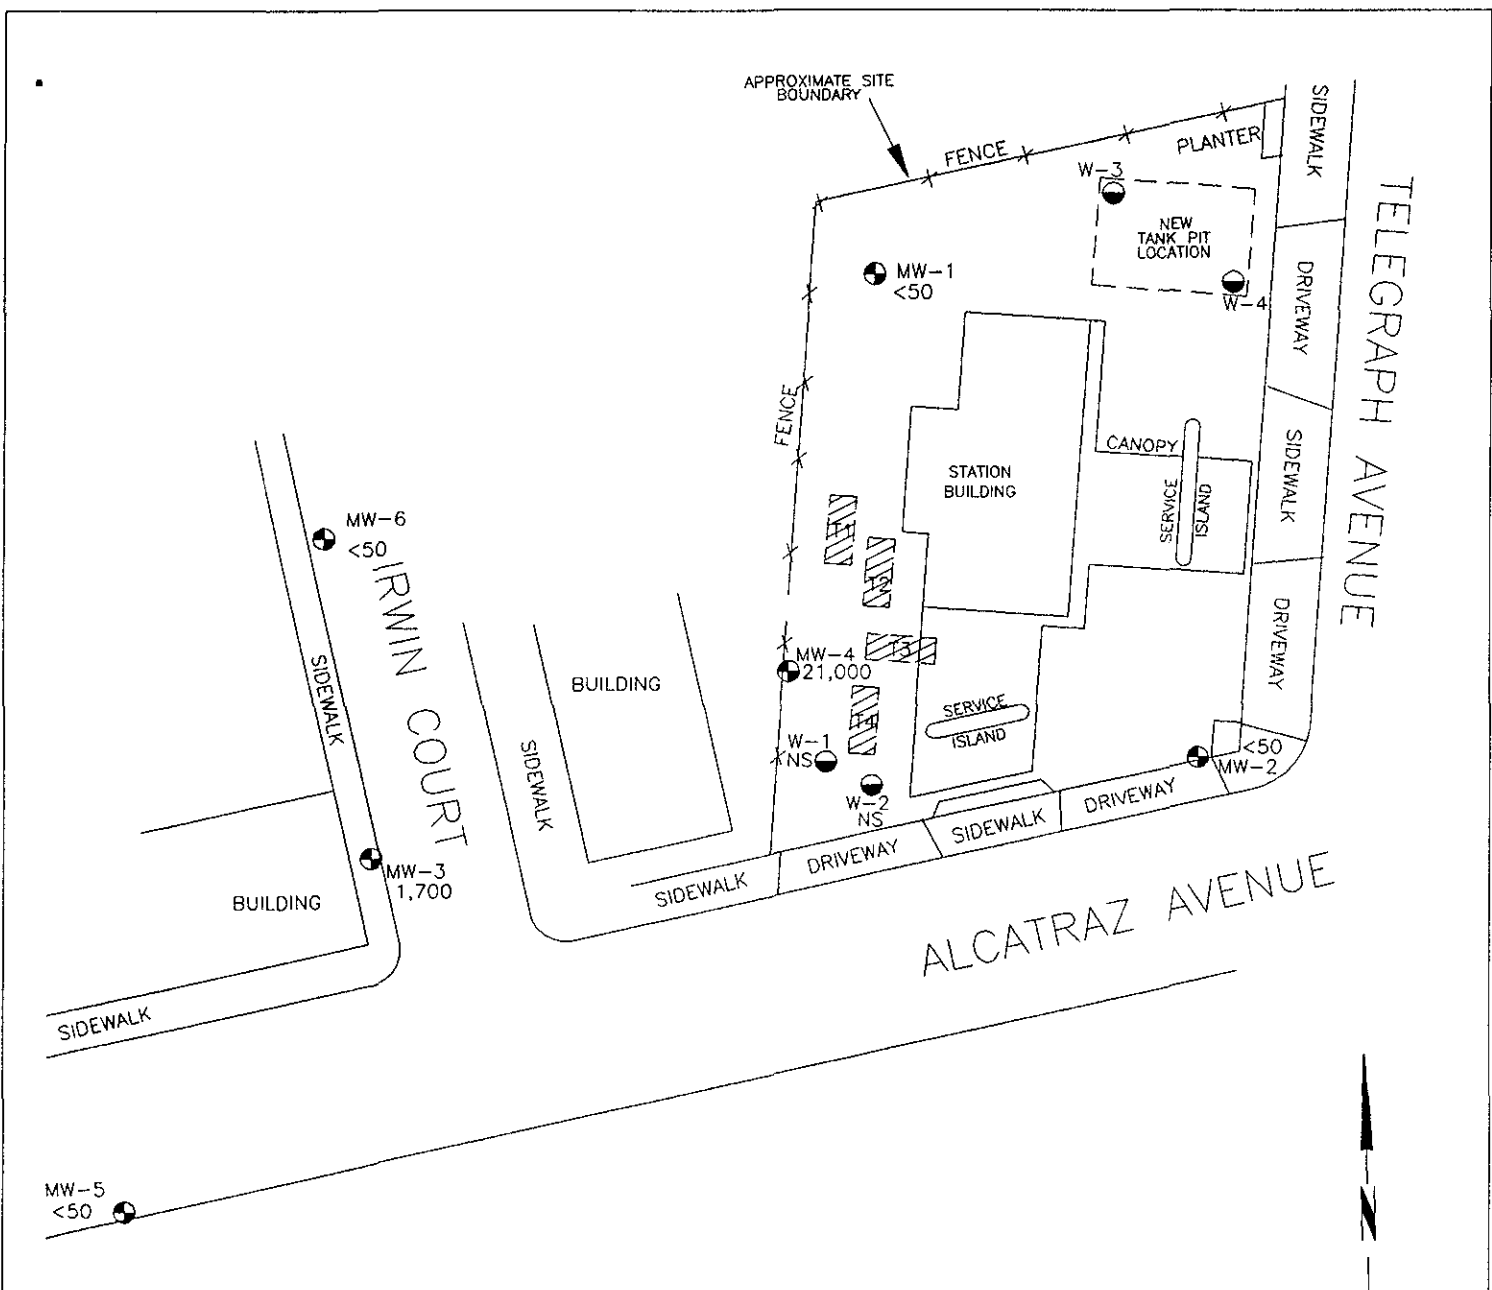 APPROXIMATE SITE
BOUNDARY
FENCE
PLANTER
SIDEWALK
W-3
NEW
TANK PIT
LOCATION
W-4
MW-1
<50
DRIVEWAY
TELEGRAPH AVENUE
FENCE
CANOPY
STATION
BUILDING
SERVICE
ISLAND
SIDEWALK
T1
T2
T3
T4
MW-6
<50
IRWIN COURT
SIDEWALK
SIDEWALK
BUILDING
MW-4
21,000
SERVICE
ISLAND
DRIVEWAY
W-1
NS
W-2
NS
<50
MW-2
DRIVEWAY
SIDEWALK
DRIVEWAY
SIDEWALK
MW-3
1,700
BUILDING
ALCATRAZ AVENUE
SIDEWALK
MW-5
<50
N